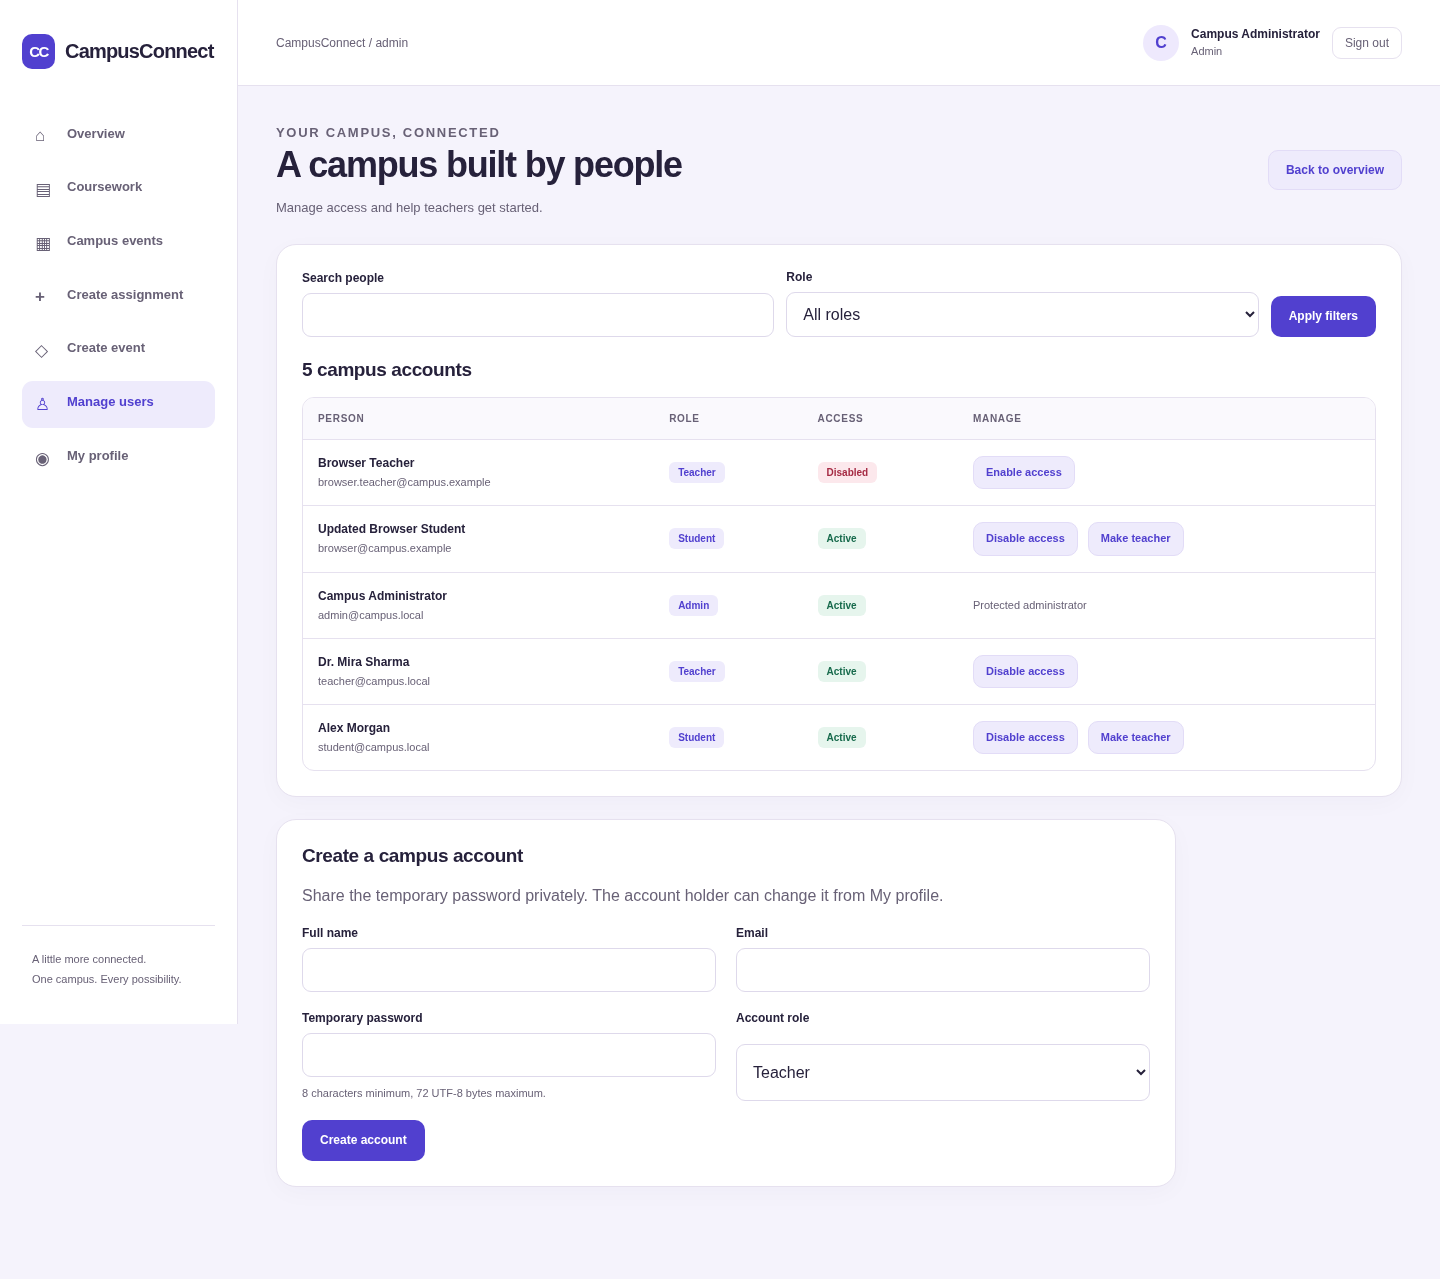 CC CampusConnect
CampusConnect / admin
C
Campus Administrator
Admin
Sign out
Overview
Coursework
Campus events
+ Create assignment
Create event
Manage users
My profile
A little more connected.
One campus. Every possibility.
YOUR CAMPUS, CONNECTED
A campus built by people
Manage access and help teachers get started.
Back to overview
Search people
Role
All roles
Apply filters
5 campus accounts
PERSON ROLE ACCESS MANAGE
Browser Teacher
browser.teacher@campus.example
Teacher Disabled Enable access
Updated Browser Student
browser@campus.example
Student Active Disable access Make teacher
Campus Administrator
admin@campus.local
Admin Active Protected administrator
Dr. Mira Sharma
teacher@campus.local
Teacher Active Disable access
Alex Morgan
student@campus.local
Student Active Disable access Make teacher
Create a campus account
Share the temporary password privately. The account holder can change it from My profile.
Full name
Email
Temporary password
Account role
Teacher
8 characters minimum, 72 UTF-8 bytes maximum.
Create account